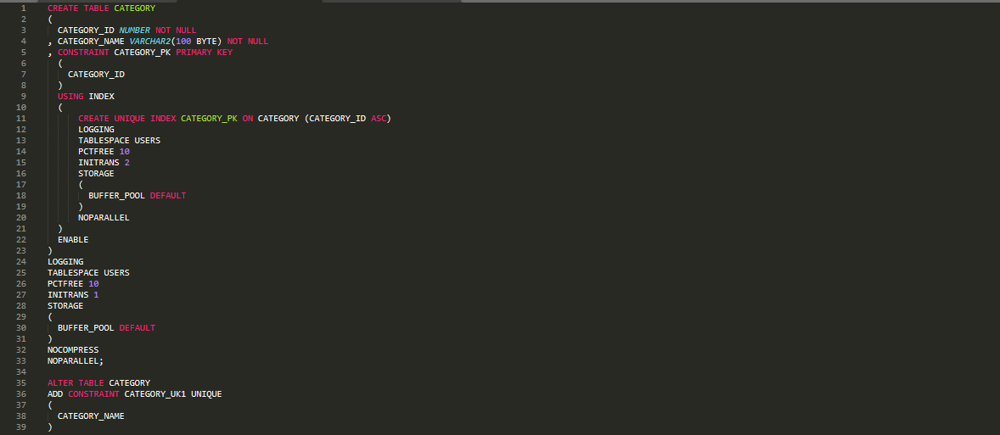 1 CREATE TABLE CATEGORY
2 (
3 CATEGORY_ID NUMBER NOT NULL
4 , CATEGORY_NAME VARCHAR2(100 BYTE) NOT NULL
5 , CONSTRAINT CATEGORY_PK PRIMARY KEY
6 (
7 CATEGORY_ID
8 )
9 USING INDEX
10 (
11 CREATE UNIQUE INDEX CATEGORY_PK ON CATEGORY (CATEGORY_ID ASC)
12 LOGGING
13 TABLESPACE USERS
14 PCTFREE 10
15 INITRANS 2
16 STORAGE
17 (
18 BUFFER_POOL DEFAULT
19 )
20 NOPARALLEL
21 )
22 ENABLE
23 )
24 LOGGING
25 TABLESPACE USERS
26 PCTFREE 10
27 INITRANS 1
28 STORAGE
29 (
30 BUFFER_POOL DEFAULT
31 )
32 NOCOMPRESS
33 NOPARALLEL;
34
35 ALTER TABLE CATEGORY
36 ADD CONSTRAINT CATEGORY_UK1 UNIQUE
37 (
38 CATEGORY_NAME
39 )